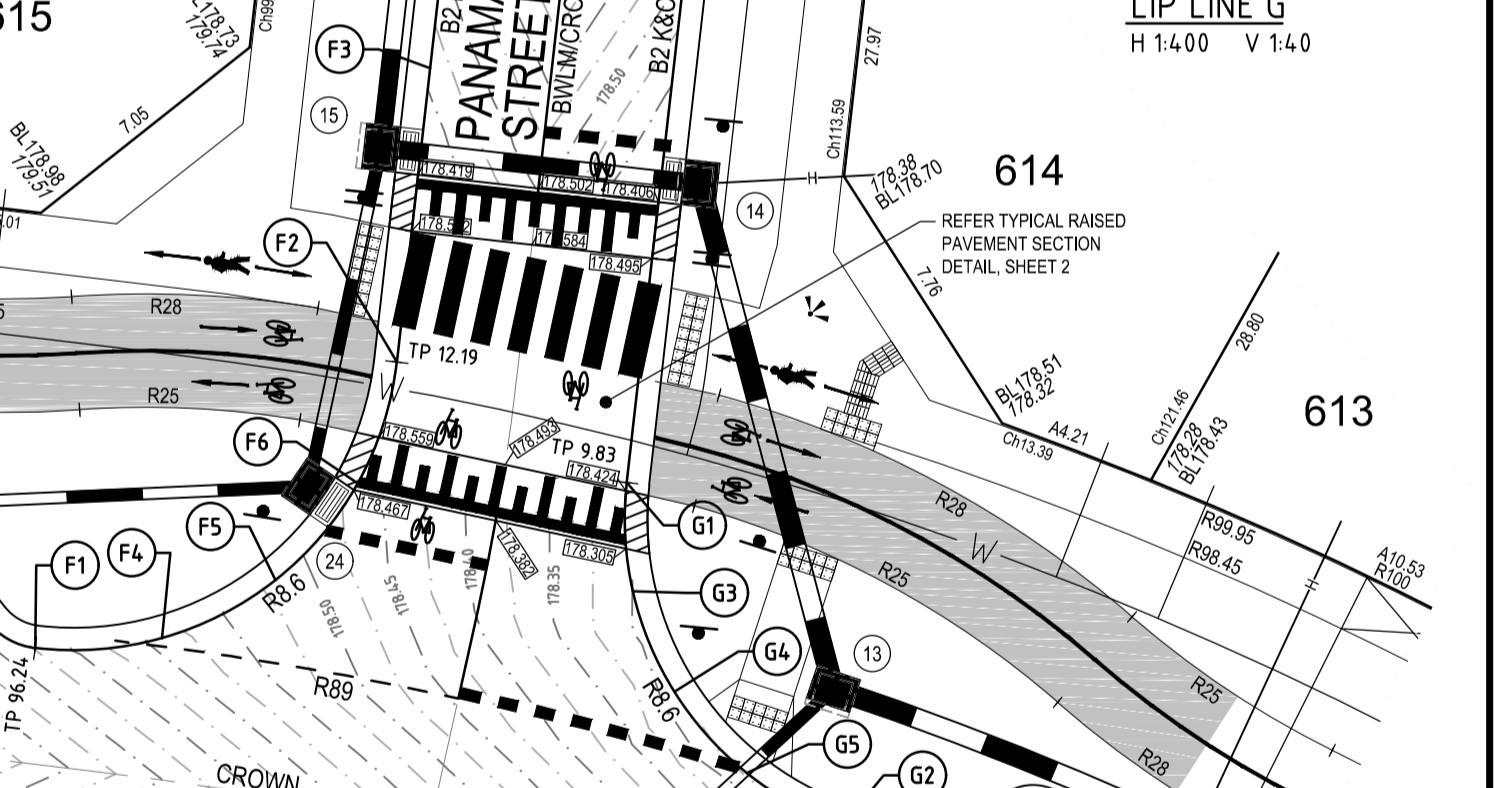 615
179.74
7.05
BL178.98
179.57
Ch99
F3
15
PANAMA
STREET
BWLM/CRO
B2 K&C
178.50
27.97
LIP LINE G
H 1:400 V 1:40
Ch113.59
H
178.38
BL178.70
614
14
178.419
178.502
178.406
178.584
178.495
REFER TYPICAL RAISED
PAVEMENT SECTION
DETAIL, SHEET 2
7.76
F2
R28
R25
TP 12.19
W
28.80
BL178.51
178.32
A4.21
Ch13.39
Ch121.46
178.28
BL178.43
613
F6
178.559
178.493
TP 9.83
178.424
178.467
178.382
178.305
G1
F5
F1
F4
24
R8.6
178.50
178.45
178.40
178.35
G3
G4
13
R8.6
R28
R25
W
R99.95
R98.45
A10.53
R100
H
R25
R28
TP 96.24
R89
CROWN
G5
G2